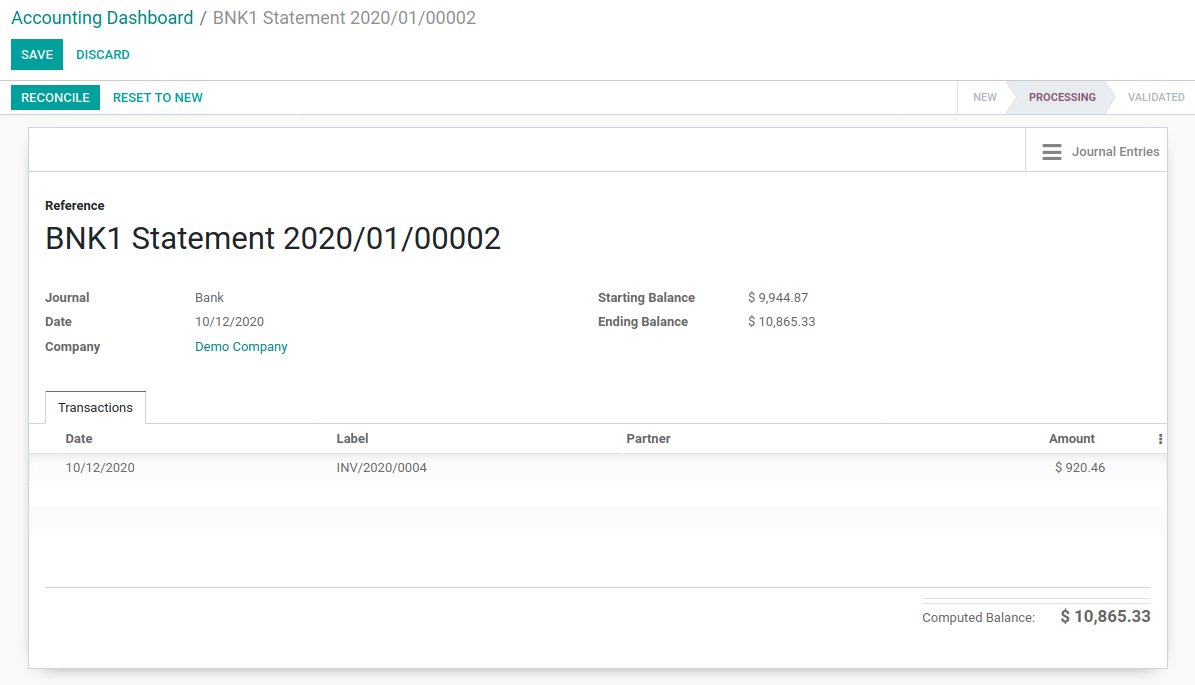 Accounting Dashboard / BNK1 Statement 2020/01/00002
SAVE DISCARD
RECONCILE RESET TO NEW NEW PROCESSING VALIDATED
Journal Entries
Reference
BNK1 Statement 2020/01/00002
Journal Bank Starting Balance $ 9,944.87
Date 10/12/2020 Ending Balance $ 10,865.33
Company Demo Company
Transactions
Date Label Partner Amount
10/12/2020 INV/2020/0004 $ 920.46
Computed Balance: $ 10,865.33